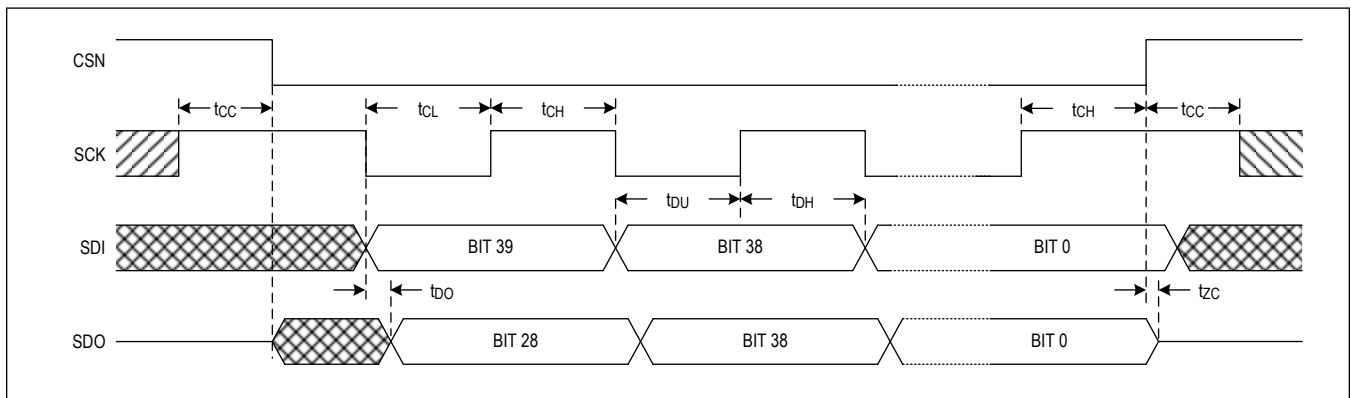 CSN
tCC tCL tCH tCH tCC
SCK
tDU tDH
SDI BIT 39 BIT 38 BIT 0
tDO tZC
SDO BIT 28 BIT 38 BIT 0